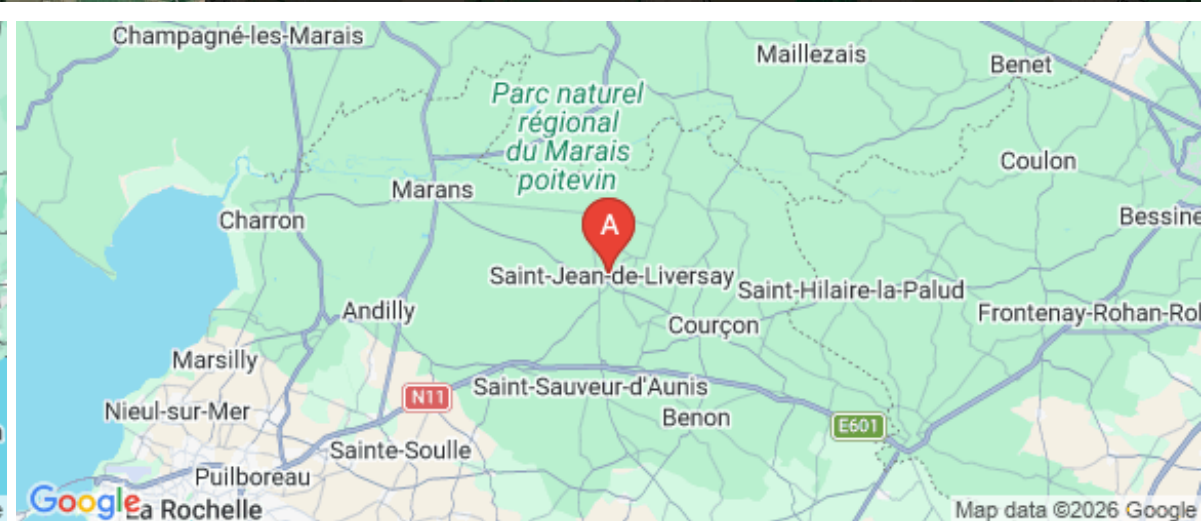 Champagné-les-Marais
Maillezais
Benet
Parc naturel
régional
du Marais
poitevin
Coulon
Marans
Charron
Bessine
A
Saint-Jean-de-Liversay
Saint-Hilaire-la-Palud
Andilly
Frontenay-Rohan-Roh
Courçon
Marsilly
Saint-Sauveur-d'Aunis
N11
Nieul-sur-Mer
Benon
E601
Sainte-Soulle
Puilboreau
Google
La Rochelle
Map data ©2026 Google